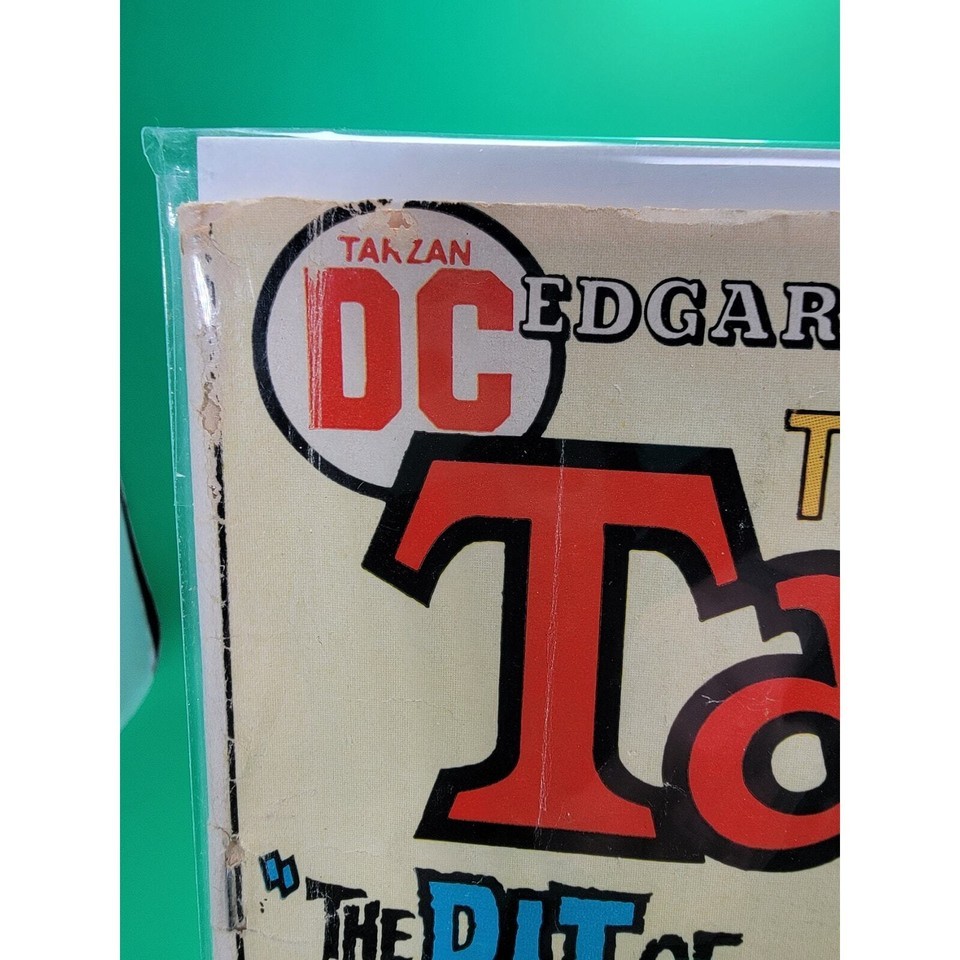 TARZAN
DC
EDGAR
T
Ta
"THE PIT OF